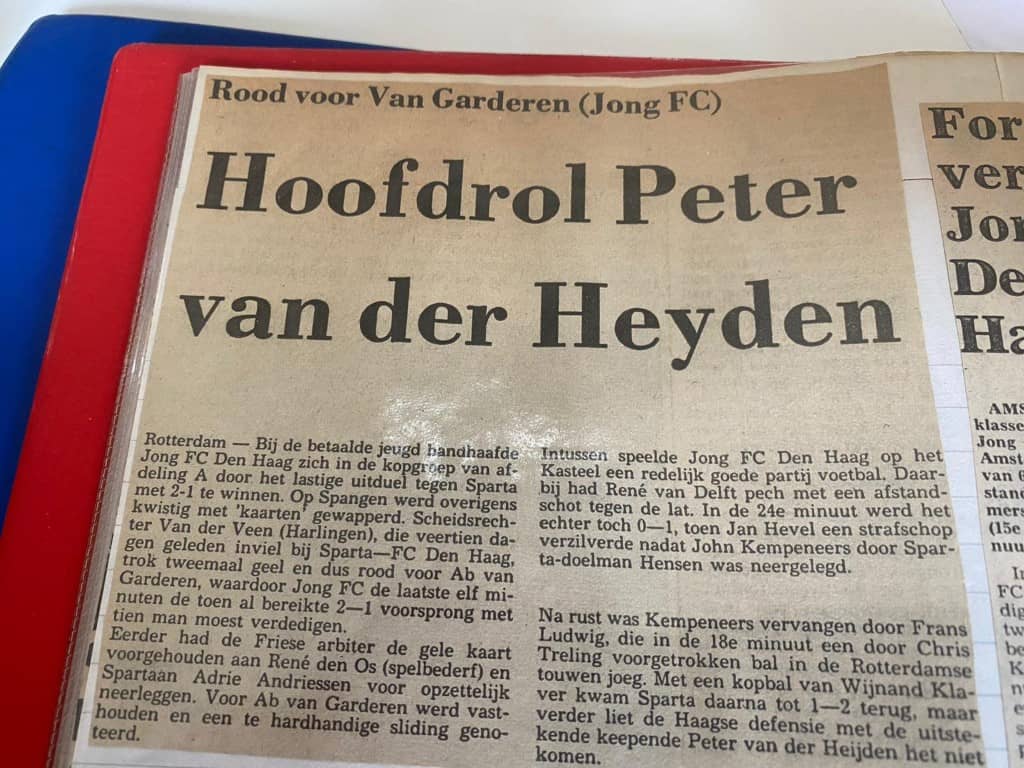 Rood voor Van Garderen (Jong FC)
Hoofdrol Peter
van der Heyden
Rotterdam — Bij de betaalde jeugd handhaafde
Jong FC Den Haag zich in de kopgroep van af-
deling A door het lastige uitduel tegen Sparta
met 2-1 te winnen. Op Spangen werd overigens
kwistig met 'kaarten' gewapperd. Scheidsrech-
ter Van der Veen (Harlingen), die veertien da-
gen geleden inviel bij Sparta—FC Den Haag,
trok tweemaal geel en dus rood voor Ab van
Garderen, waardoor Jong FC de laatste elf mi-
nuten de toen al bereikte 2—1 voorsprong met
tien man moest verdedigen.
Eerder had de Friese arbiter de gele kaart
voorgehouden aan René den Os (spelbederf) en
Spartaan Adrie Andriessen voor opzettelijk
neerleggen. Voor Ab van Garderen werd vast-
houden en een te hardhandige sliding geno-
teerd.
Intussen speelde Jong FC Den Haag op het
Kasteel een redelijk goede partij voetbal. Daar-
bij had René van Delft pech met een afstand-
schot tegen de lat. In de 24e minuut werd het
echter toch 0—1, toen Jan Hevel een strafschop
verzilverde nadat John Kempeneers door Spar-
ta-doelman Hensen was neergelegd.
Na rust was Kempeneers vervangen door Frans
Ludwig, die in de 18e minuut een door Chris
Treling voorgetrokken bal in de Rotterdamse
touwen joeg. Met een kopbal van Wijnand Kla-
ver kwam Sparta daarna tot 1—2 terug, maar
verder liet de Haagse defensie met de uitste-
kende keepende Peter van der Heijden het niet
komen.
For
ver
Jon
De
Ha
AMS
klasse
Jong
Amsta
van 6
stand
mers
(15e
nuu
In
FC
dig
tw
be
K